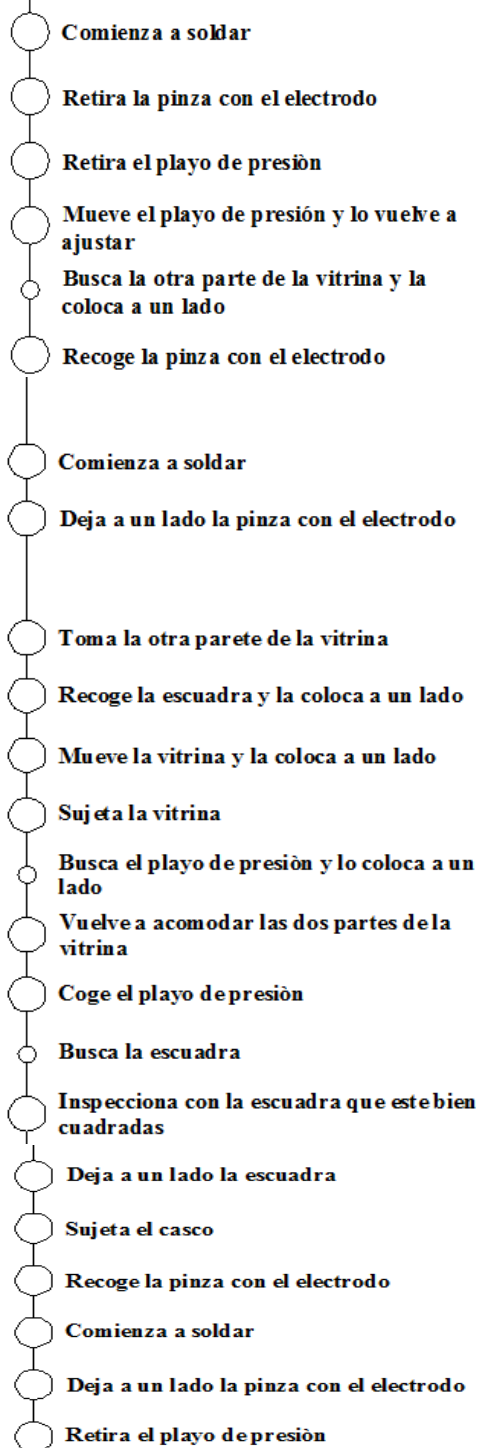 Comienza a soldar
Retira la pinza con el electrodo
Retira el playo de presiòn
Mueve el playo de presión y lo vuelve a
ajustar
Busca la otra parte de la vitrina y la
coloca a un lado
Recoge la pinza con el electrodo
Comienza a soldar
Deja a un lado la pinza con el electrodo
Toma la otra parete de la vitrina
Recoge la escuadra y la coloca a un lado
Mueve la vitrina y la coloca a un lado
Sujeta la vitrina
Busca el playo de presiòn y lo coloca a un
lado
Vuelve a acomodar las dos partes de la
vitrina
Coge el playo de presiòn
Busca la escuadra
Inspecciona con la escuadra que este bien
cuadradas
Deja a un lado la escuadra
Sujeta el casco
Recoge la pinza con el electrodo
Comienza a soldar
Deja a un lado la pinza con el electrodo
Retira el playo de presiòn